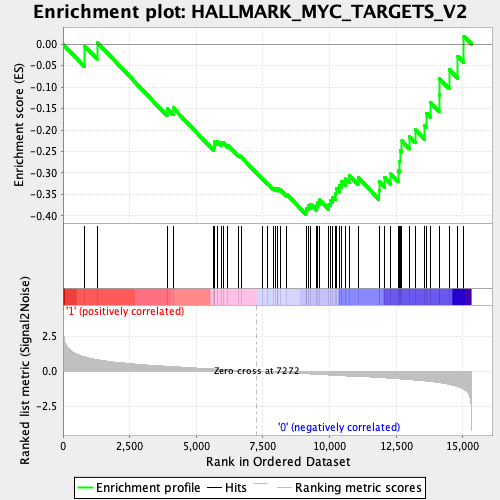 Enrichment plot: HALLMARK_MYC_TARGETS_V2
Enrichment score (ES)
0.00
-0.05
-0.10
-0.15
-0.20
-0.25
-0.30
-0.35
-0.40
'1' (positively correlated)
Ranked list metric (Signal2Noise)
2.5
0.0
-2.5
Zero cross at 7272
'0' (negatively correlated)
0
2,500
5,000
7,500
10,000
12,500
15,000
Rank in Ordered Dataset
Enrichment profile
Hits
Ranking metric scores